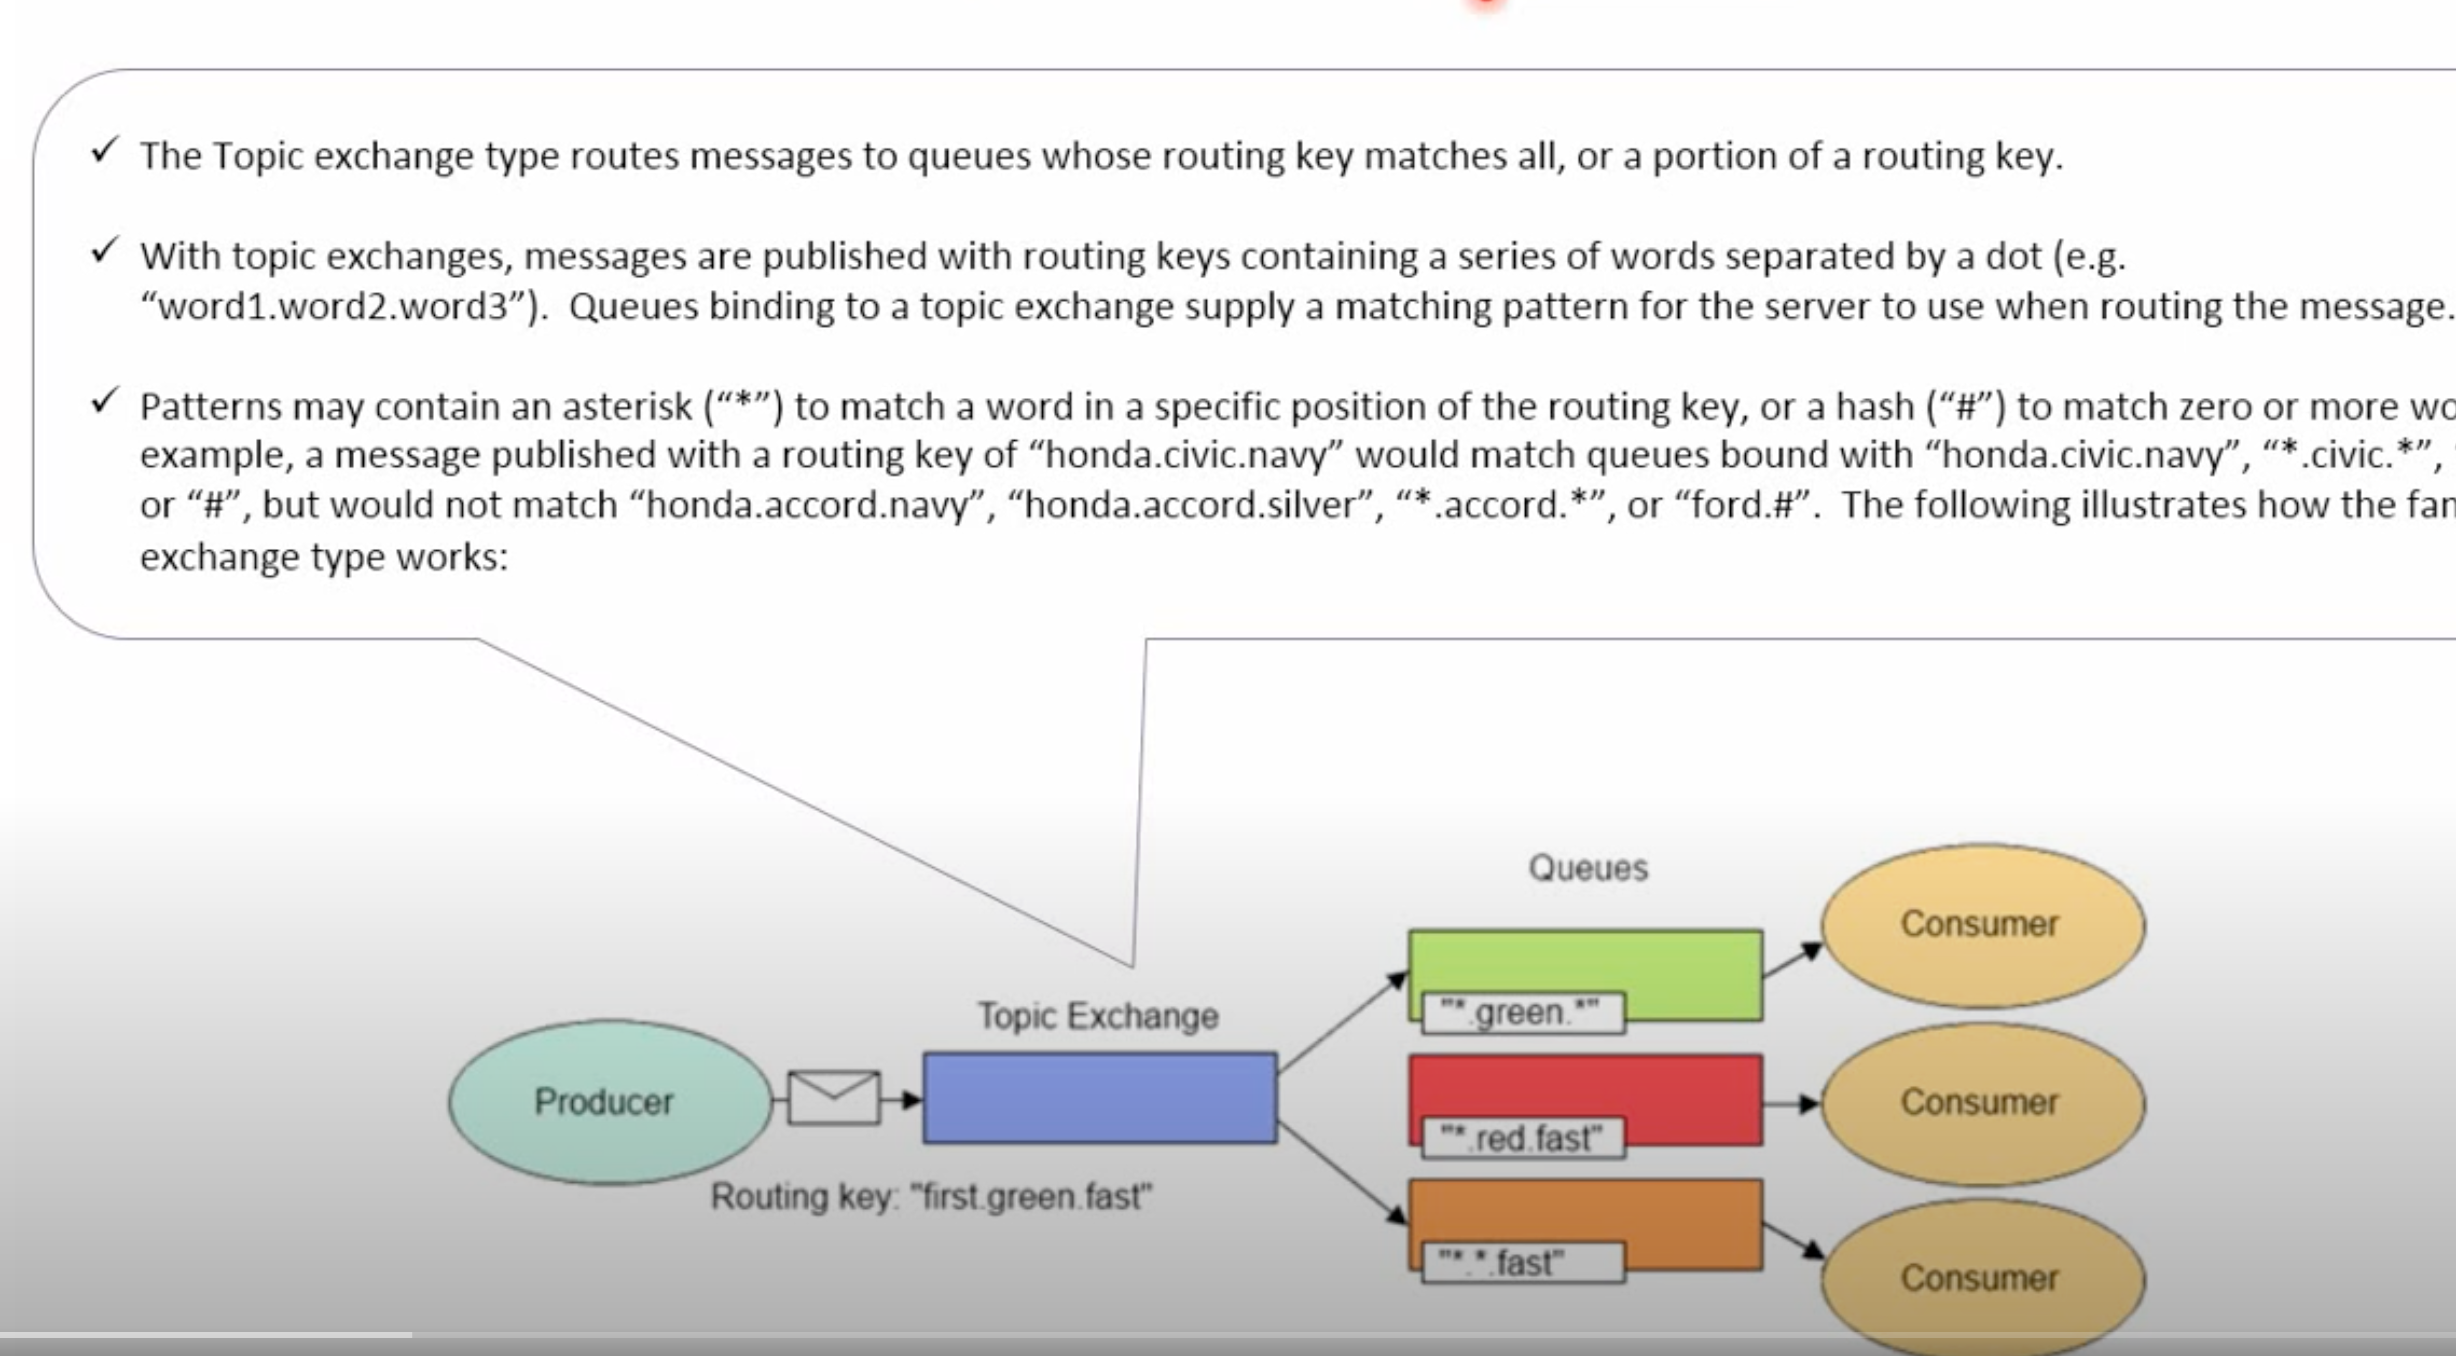 ✓ The Topic exchange type routes messages to queues whose routing key matches all, or a portion of a routing key.
✓ With topic exchanges, messages are published with routing keys containing a series of words separated by a dot (e.g.
“word1.word2.word3”).  Queues binding to a topic exchange supply a matching pattern for the server to use when routing the message.
✓ Patterns may contain an asterisk (“*”) to match a word in a specific position of the routing key, or a hash (“#”) to match zero or more
example, a message published with a routing key of “honda.civic.navy” would match queues bound with “honda.civic.navy”, “*.civic.*”,
or “#”, but would not match “honda.accord.navy”, “honda.accord.silver”, “*.accord.*”, or “ford.#”.  The following illustrates how the
exchange type works:
Queues
Consumer
"*.green.*"
Topic Exchange
Producer
Consumer
"*.red.fast"
Routing key: "first.green.fast"
"*.*.fast"
Consumer